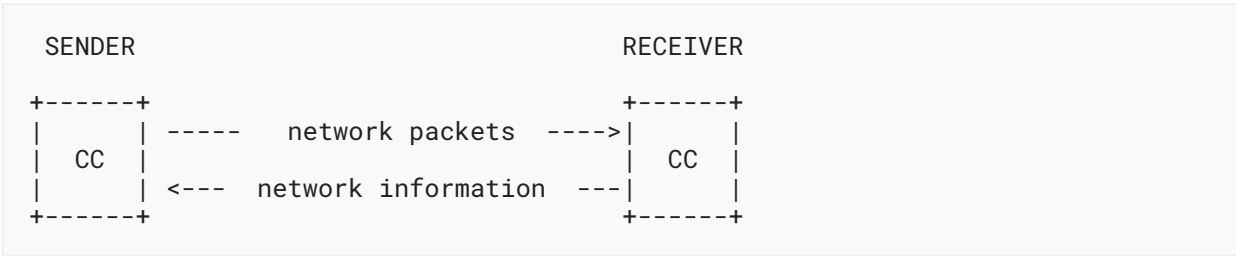 SENDER RECEIVER
+------+ +------+
| | ----- network packets ---->| |
| CC | | CC |
| | <--- network information ---| |
+------+ +------+